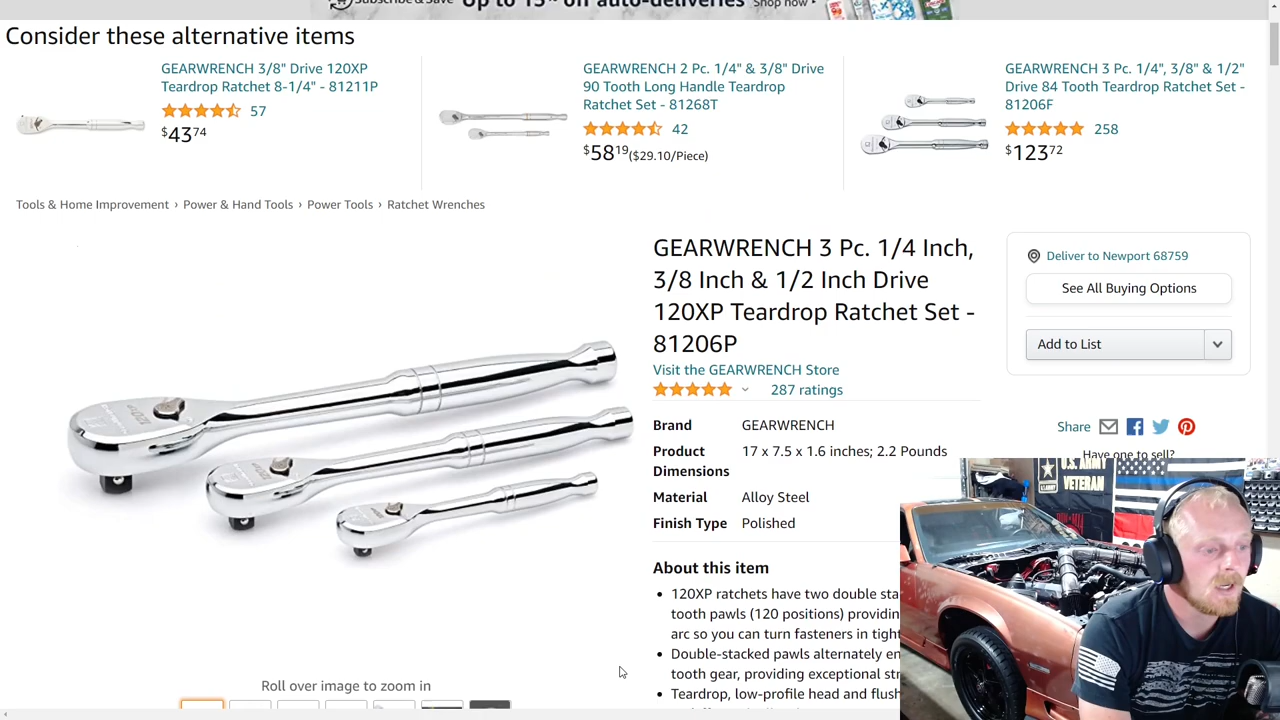 Subscribe & Save Up to 15% off auto-deliveries Shop now ▸
Consider these alternative items
GEARWRENCH 3/8" Drive 120XP
Teardrop Ratchet 8-1/4" - 81211P
57
$43⁷⁴
GEARWRENCH 2 Pc. 1/4" & 3/8" Drive
90 Tooth Long Handle Teardrop
Ratchet Set - 81268T
42
$58¹⁹($29.10/Piece)
GEARWRENCH 3 Pc. 1/4", 3/8" & 1/2"
Drive 84 Tooth Teardrop Ratchet Set -
81206F
258
$123⁷²
Tools & Home Improvement › Power & Hand Tools › Power Tools › Ratchet Wrenches
GEARWRENCH 3 Pc. 1/4 Inch,
3/8 Inch & 1/2 Inch Drive
120XP Teardrop Ratchet Set -
81206P
Visit the GEARWRENCH Store
287 ratings
Brand GEARWRENCH
Product Dimensions 17 x 7.5 x 1.6 inches; 2.2 Pounds
Material Alloy Steel
Finish Type Polished
About this item
• 120XP ratchets have two double sta
tooth pawls (120 positions) providin
arc so you can turn fasteners in tight
• Double-stacked pawls alternately en
tooth gear, providing exceptional str
• Teardrop, low-profile head and flush
Roll over image to zoom in
Deliver to Newport 68759
See All Buying Options
Add to List
Share
Have one to sell?
U.S. ARMY
VETERAN